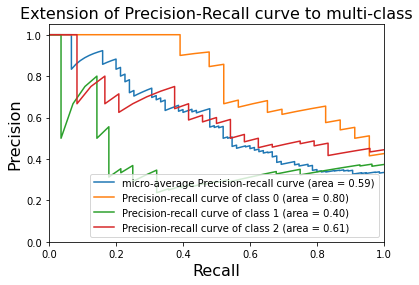 Extension of Precision-Recall curve to multi-class
Precision
1.0
0.8
0.6
0.4
0.2
0.0
micro-average Precision-recall curve (area = 0.59)
Precision-recall curve of class 0 (area = 0.80)
Precision-recall curve of class 1 (area = 0.40)
Precision-recall curve of class 2 (area = 0.61)
0.0 0.2 0.4 0.6 0.8 1.0
Recall